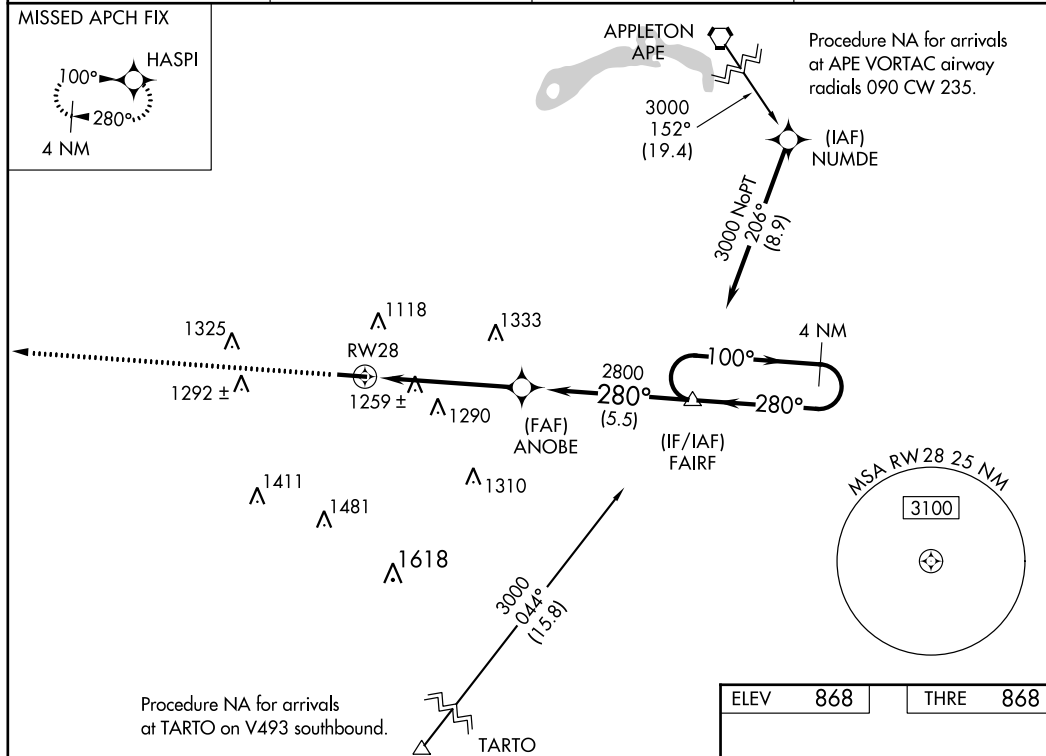 MISSED APCH FIX
HASPI
100°
280°
4 NM
APPLETON
APE
Procedure NA for arrivals
at APE VORTAC airway
radials 090 CW 235.
3000
152°
(19.4)
(IAF)
NUMDE
3000 NoPT
206°
(8.9)
1325
1118
1333
RW28
1292 ±
1259 ±
1290
(FAF)
ANOBE
2800
280°
(5.5)
4 NM
100°
280°
(IF/IAF)
FAIRF
1310
1411
1481
1618
MSA RW28 25 NM
3100
3000
044°
(15.8)
Procedure NA for arrivals
at TARTO on V493 southbound.
TARTO
ELEV 868
THRE 868